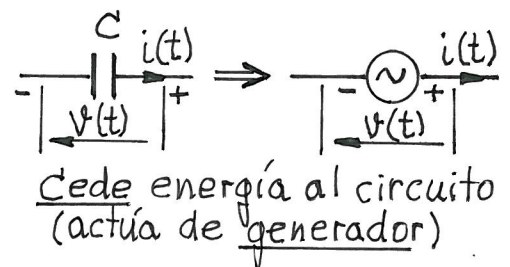 C
i(t) ⇒ i(t)
- + - ~ +
v(t) v(t)
Cede energía al circuito
(actúa de generador)